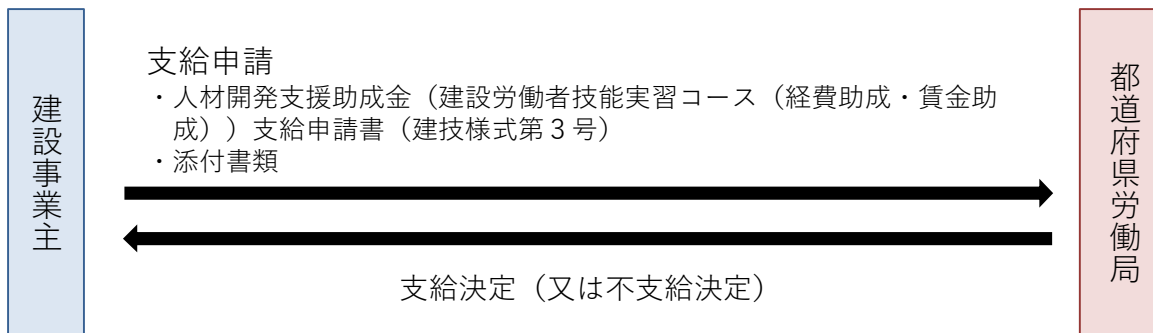 建設事業主
支給申請
・人材開発支援助成金（建設労働者技能実習コース（経費助成・賃金助
成））支給申請書（建技様式第３号）
・添付書類
支給決定（又は不支給決定）
都道府県労働局